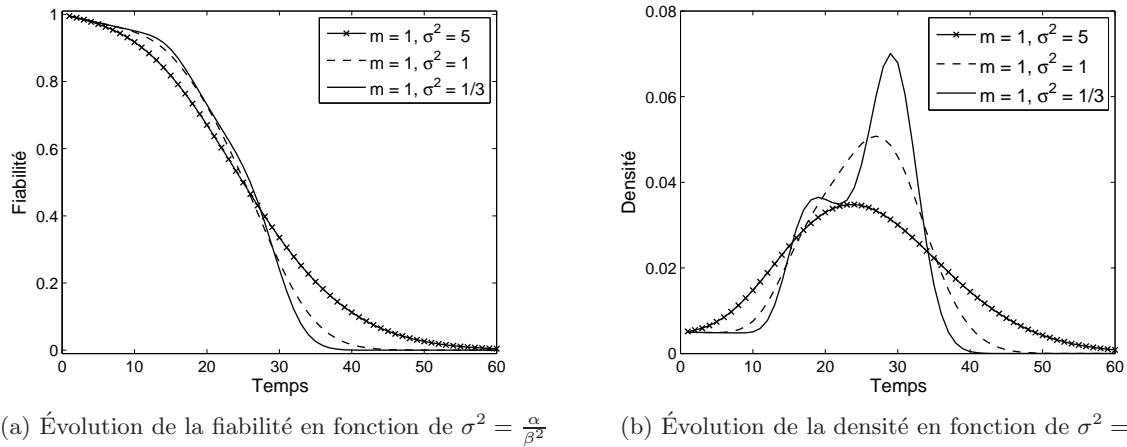 1
0.8
0.6
0.4
0.2
0
Fiabilité
0 10 20 30 40 50 60
Temps
m = 1, σ² = 5
m = 1, σ² = 1
m = 1, σ² = 1/3
(a) Évolution de la fiabilité en fonction de σ² = α/β²
0.08
0.06
0.04
0.02
0
Densité
0 10 20 30 40 50 60
Temps
m = 1, σ² = 5
m = 1, σ² = 1
m = 1, σ² = 1/3
(b) Évolution de la densité en fonction de σ² =